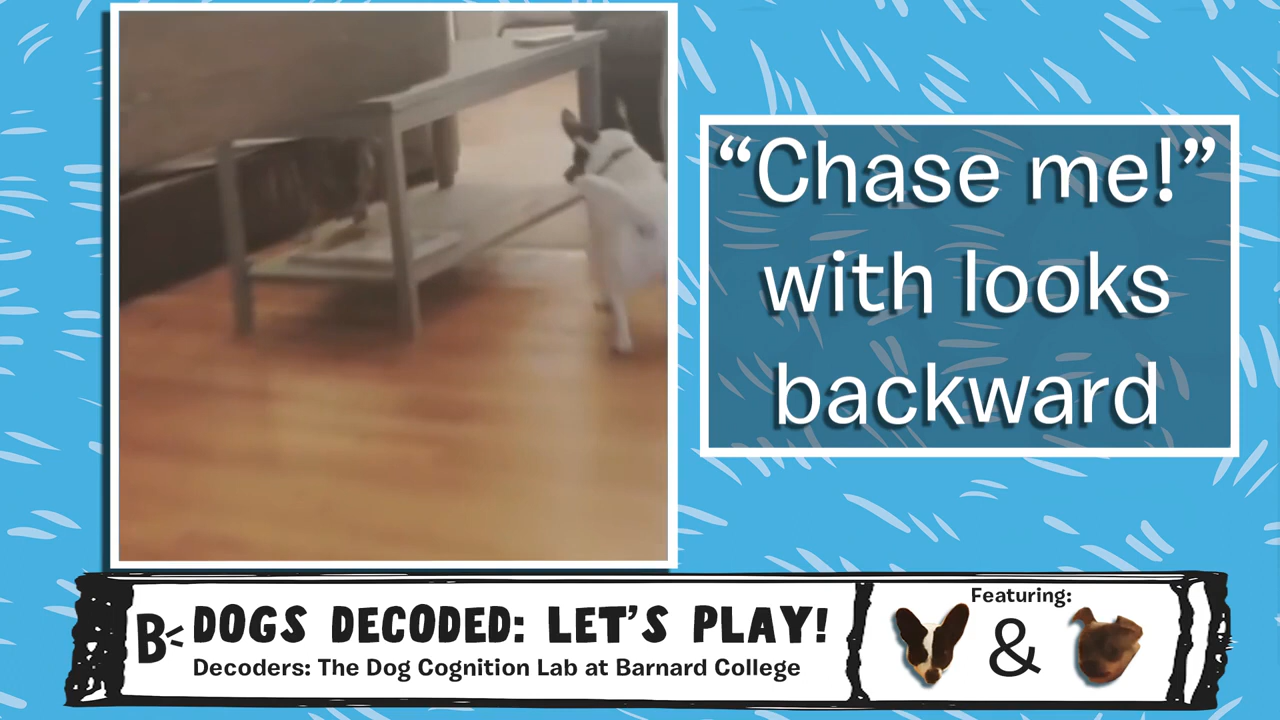 “Chase me!”
with looks
backward
B
DOGS DECODED: LET’S PLAY!
Decoders: The Dog Cognition Lab at Barnard College
Featuring:
&